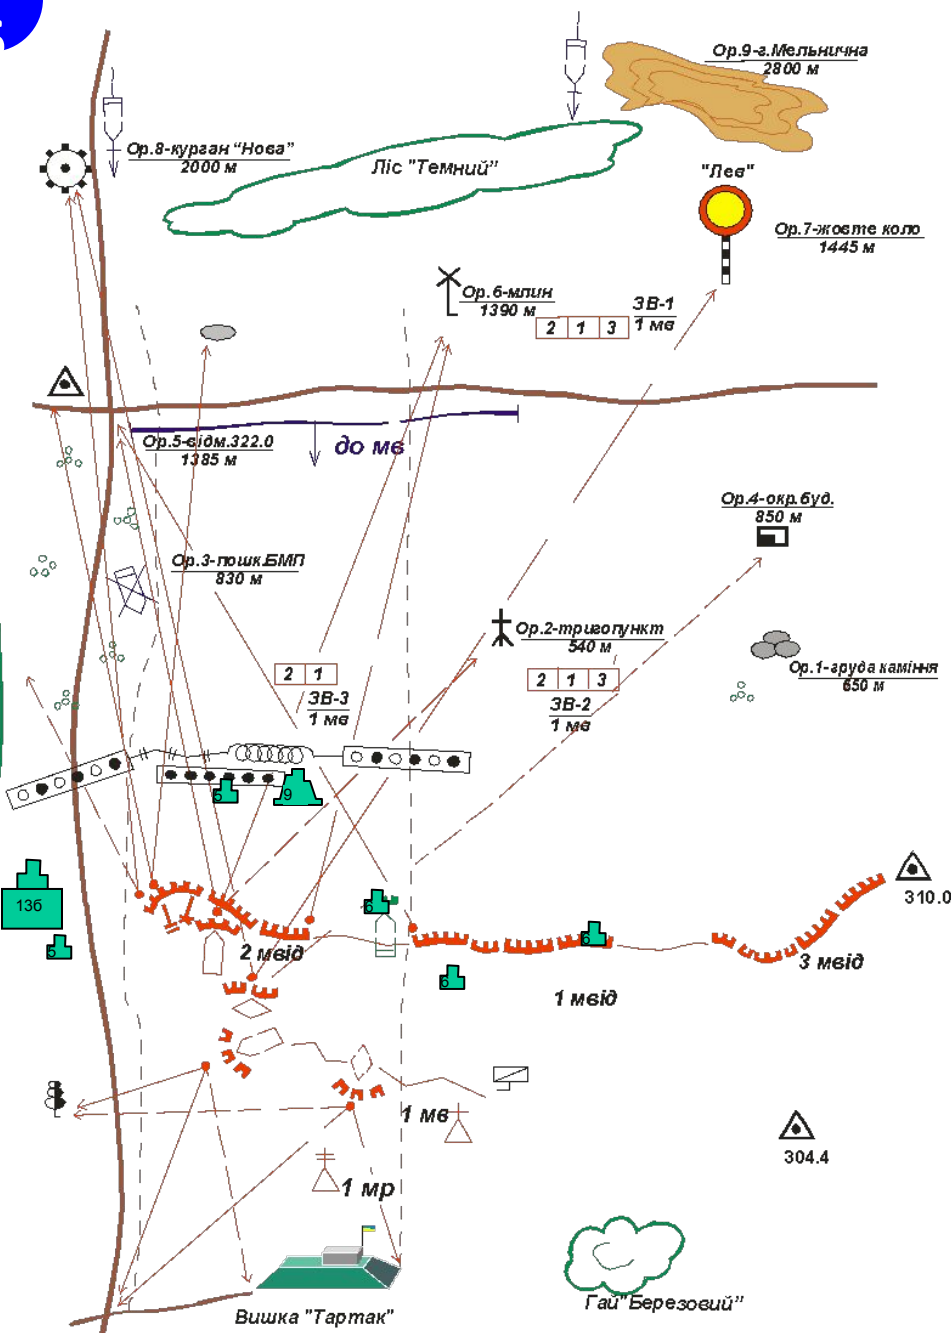 Ор.9-г.Мельнична
2800 м
Ор.8-курган "Нова"
2000 м
Ліс "Темний"
"Лев"
Ор.7-жовте коло
1445 м
Ор.6-млин
1390 м
ЗВ-1
1 мв
2 1 3
Ор.5-відм.322.0
1385 м
до мв
Ор.4-окр.буд.
850 м
Ор.3-пошк.БМП
830 м
Ор.2-тригопункт
540 м
Ор.1-груда каміння
650 м
2 1
ЗВ-3
1 мв
2 1 3
ЗВ-2
1 мв
5
9
13б
5
6
6
6
310.0
2 мвід
3 мвід
1 мвід
1 мв
304.4
1 мр
Вишка "Тартак"
Гай"Березовий"